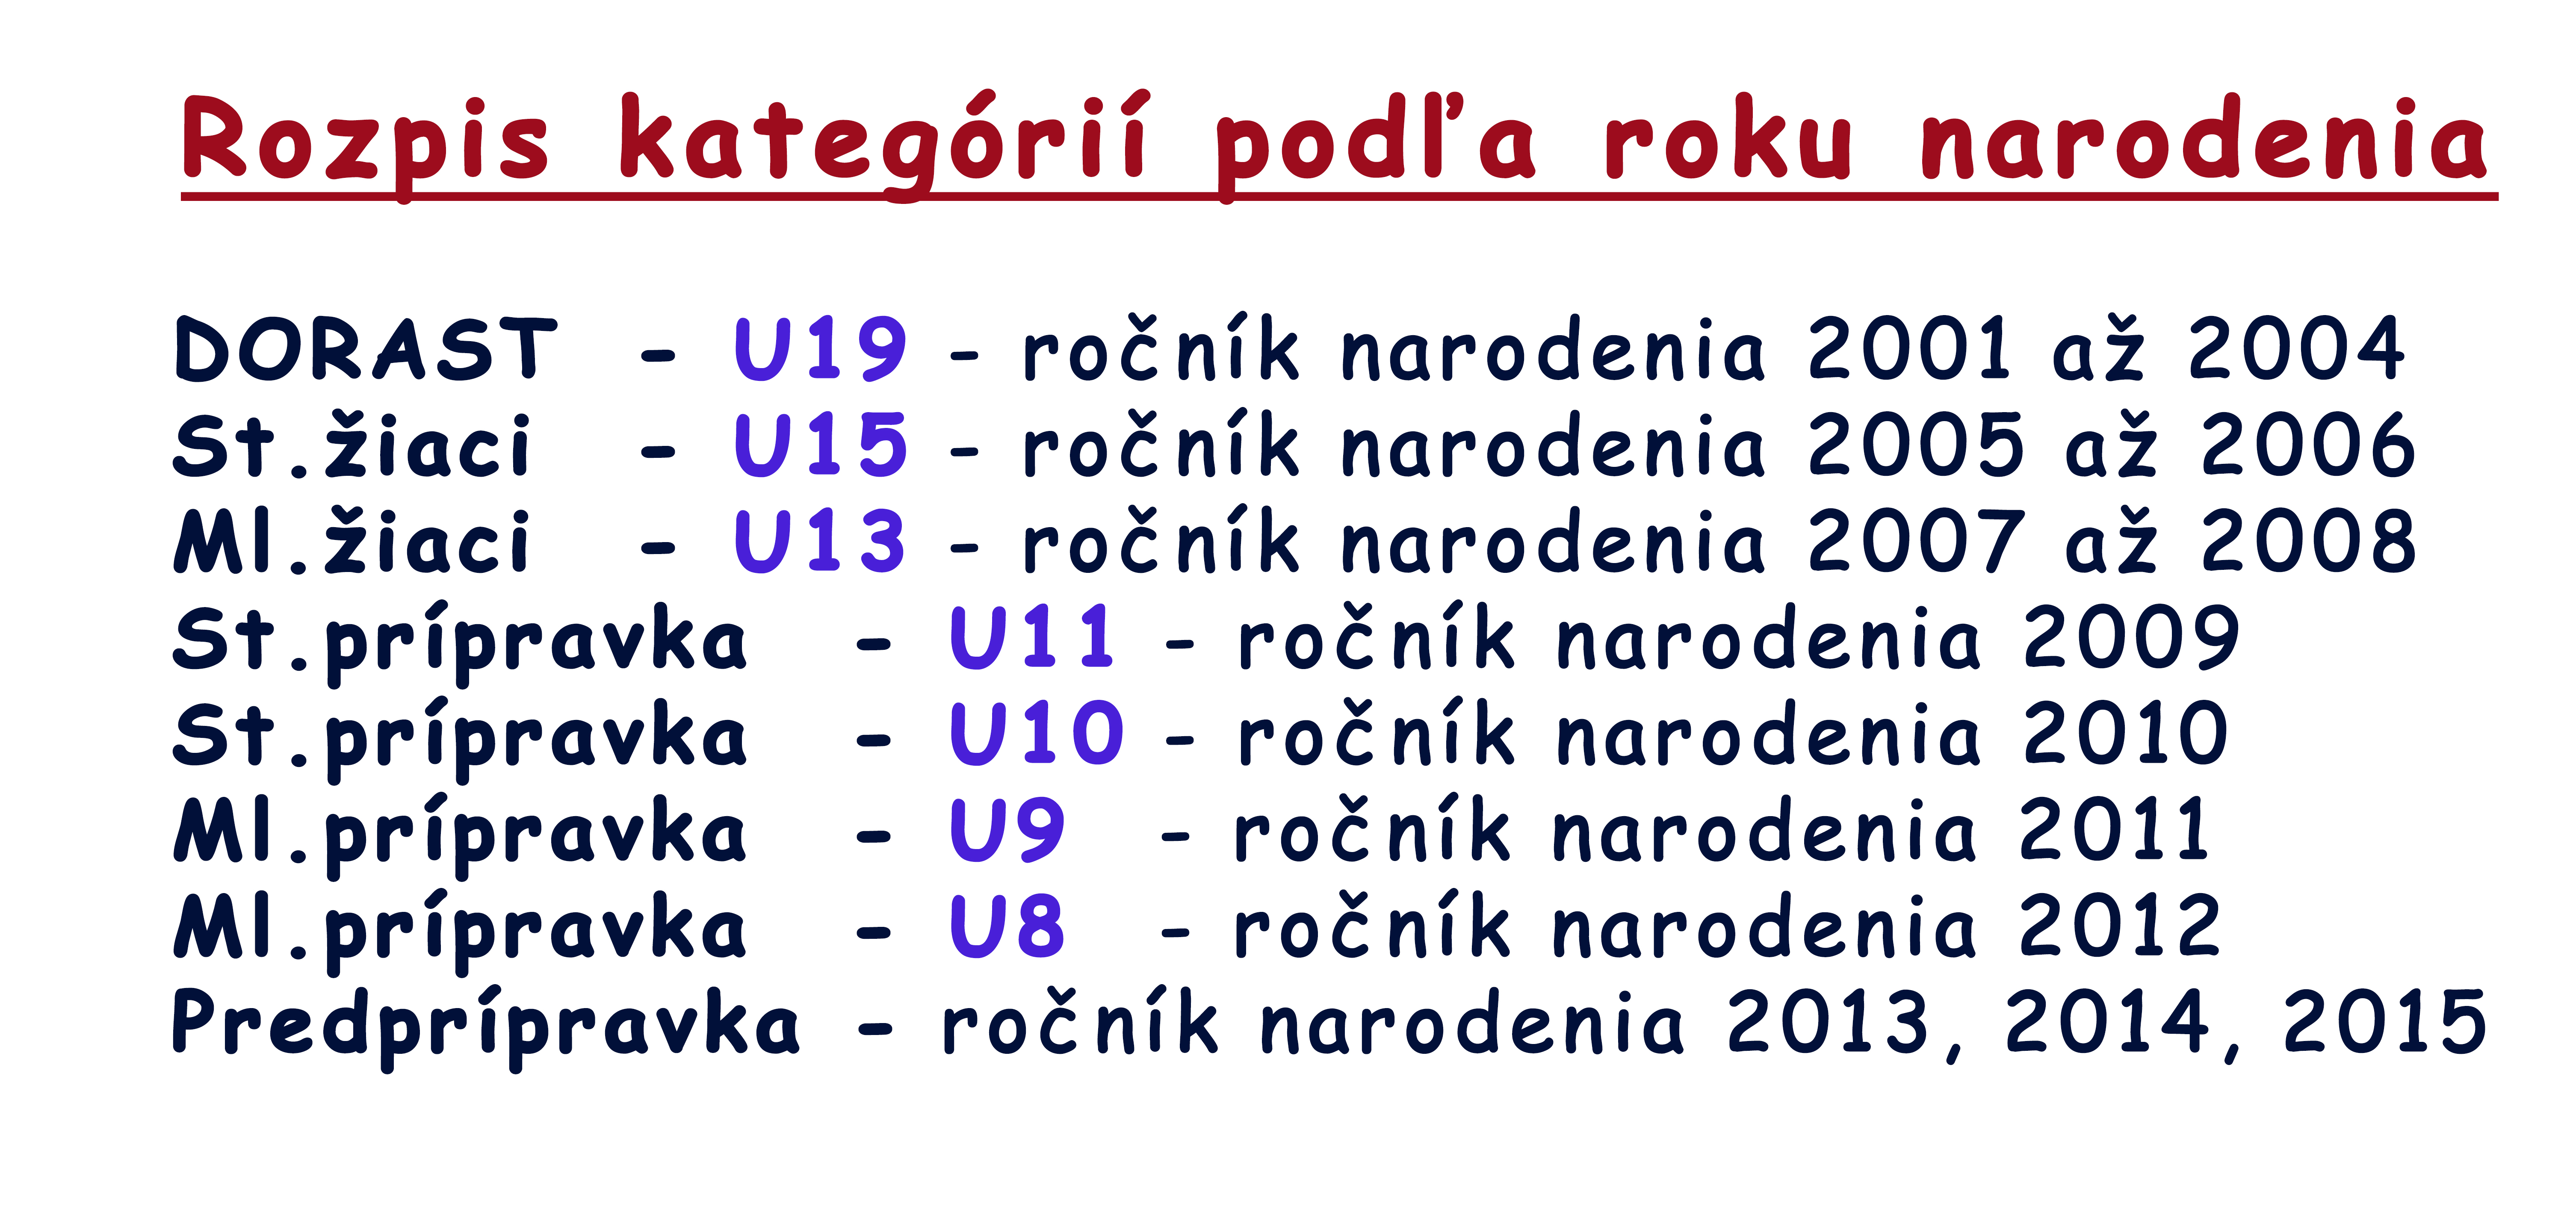 Rozpis kategórií podľa roku narodenia
DORAST - U19 - ročník narodenia 2001 až 2004
St.žiaci - U15 - ročník narodenia 2005 až 2006
Ml.žiaci - U13 - ročník narodenia 2007 až 2008
St.prípravka - U11 - ročník narodenia 2009
St.prípravka - U10 - ročník narodenia 2010
Ml.prípravka - U9 - ročník narodenia 2011
Ml.prípravka - U8 - ročník narodenia 2012
Predprípravka - ročník narodenia 2013, 2014, 2015